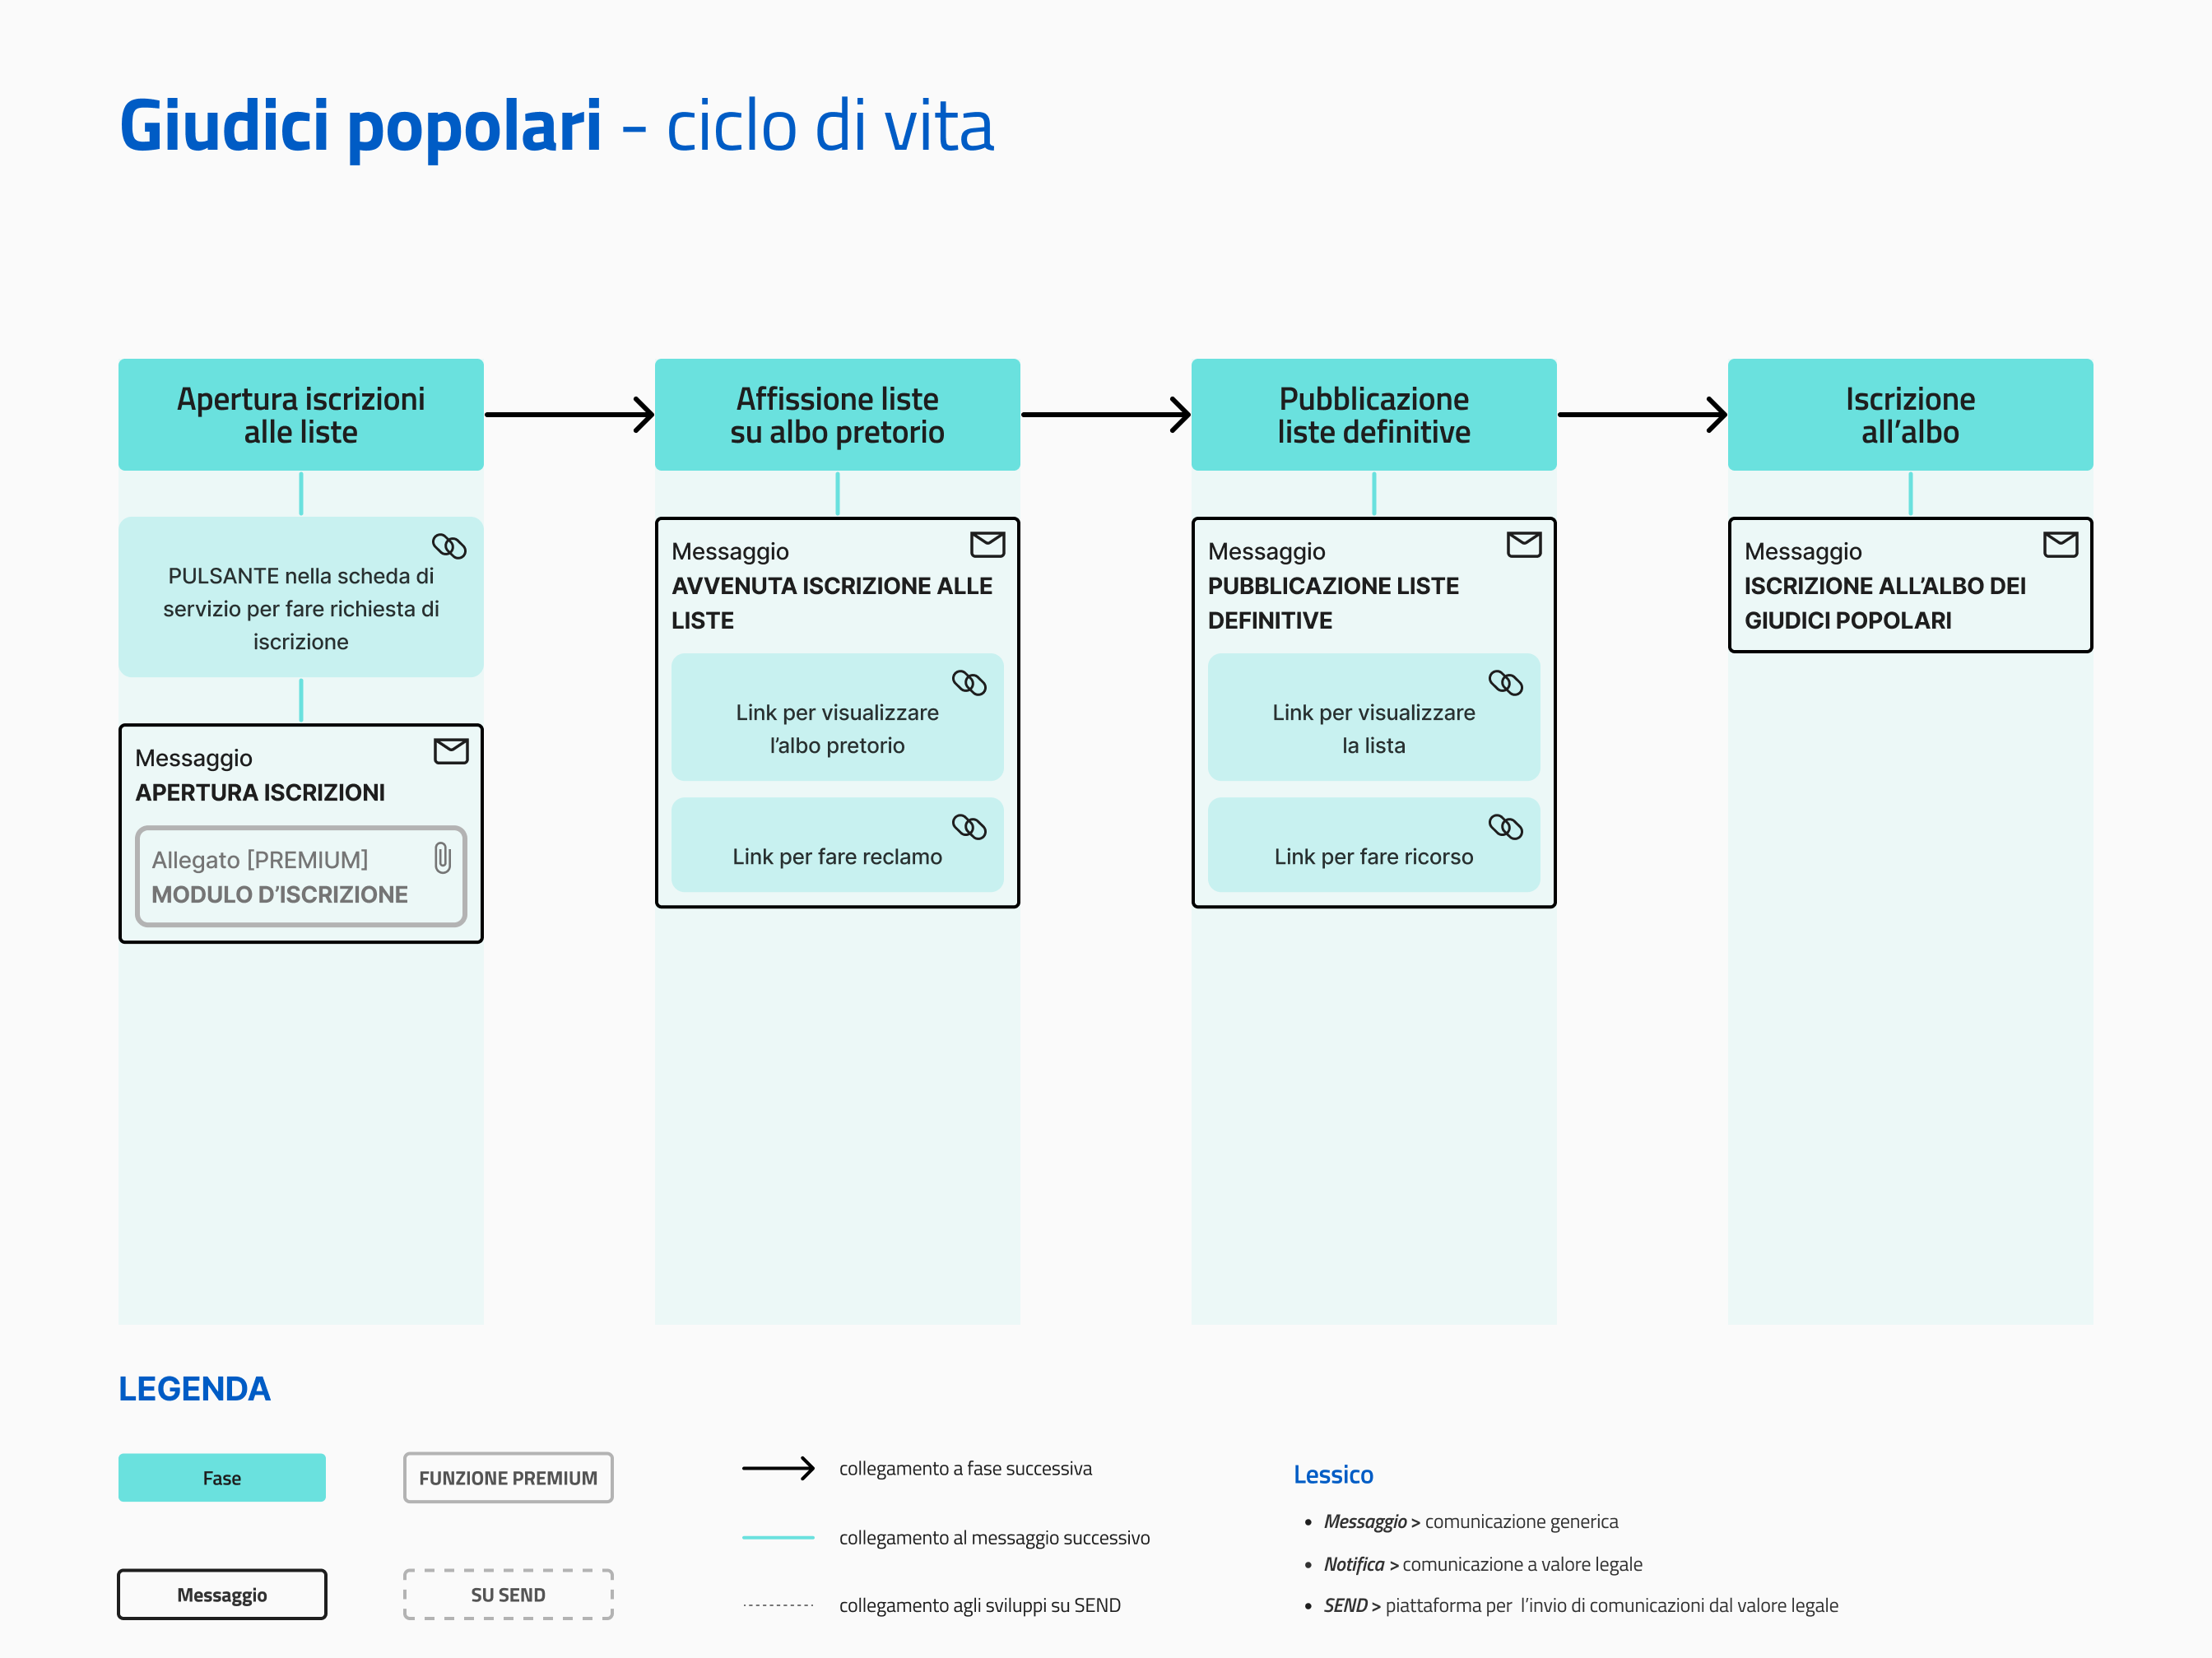 Giudici popolari - ciclo di vita
Apertura iscrizioni
alle liste
PULSANTE nella scheda di
servizio per fare richiesta di
iscrizione
Messaggio
APERTURA ISCRIZIONI
Allegato [PREMIUM]
MODULO D’ISCRIZIONE
Affissione liste
su albo pretorio
Messaggio
AVVENUTA ISCRIZIONE ALLE
LISTE
Link per visualizzare
l’albo pretorio
Link per fare reclamo
Pubblicazione
liste definitive
Messaggio
PUBBLICAZIONE LISTE
DEFINITIVE
Link per visualizzare
la lista
Link per fare ricorso
Iscrizione
all’albo
Messaggio
ISCRIZIONE ALL’ALBO DEI
GIUDICI POPOLARI
LEGENDA
Fase
Messaggio
FUNZIONE PREMIUM
SU SEND
collegamento a fase successiva
collegamento al messaggio successivo
collegamento agli sviluppi su SEND
Lessico
• Messaggio > comunicazione generica
• Notifica > comunicazione a valore legale
• SEND > piattaforma per l’invio di comunicazioni dal valore legale